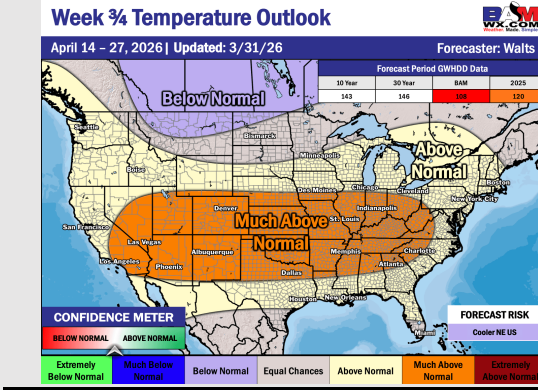 Week ¾ Temperature Outlook
BAM
WX.COM
Weather. Made. Simple.
April 14 – 27, 2026 | Updated: 3/31/26
Forecaster: Walts
Forecast Period GWHDD Data
10 Year 30 Year BAM 2025
143 146 108 120
Below Normal
Seattle
Bismarck
Minneapolis
Above
Normal
Boise
Boston
Des Moines
Chicago
Cleveland
New York City
Denver
Indianapolis
Much Above
Normal
St. Louis
San Francisco
Las Vegas
Albuquerque
Memphis
Charlotte
Los Angeles
Phoenix
Atlanta
Dallas
Houston
New Orleans
Miami
CONFIDENCE METER
BELOW NORMAL ABOVE NORMAL
FORECAST RISK
Cooler NE US
Extremely
Below Normal
Much Below
Normal
Below Normal
Equal Chances
Above Normal
Much Above
Normal
Extremely
Above Normal